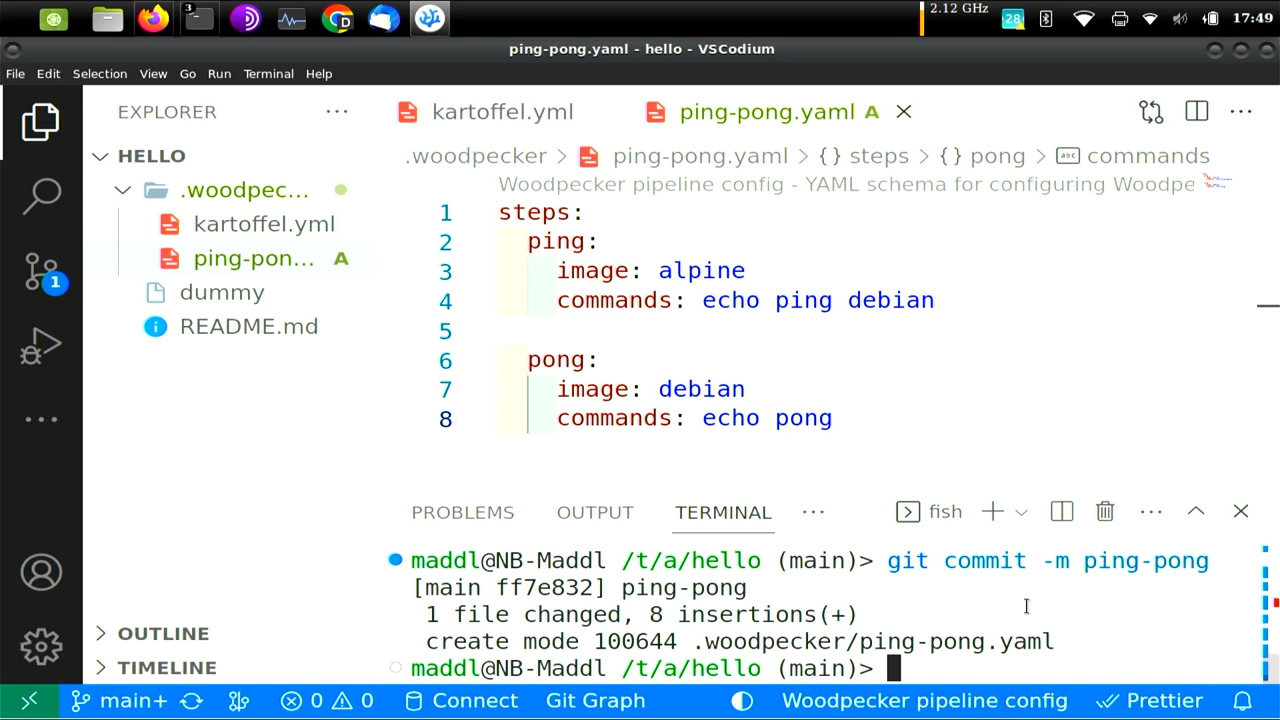 3
D
2.12 GHz
28
17:49
ping-pong.yaml - hello - VSCodium
File Edit Selection View Go Run Terminal Help
EXPLORER
HELLO
.woodpec...
kartoffel.yml
ping-pon... A
dummy
README.md
1
OUTLINE
TIMELINE
kartoffel.yml ping-pong.yaml A
.woodpecker > ping-pong.yaml > {} steps > {} pong > abc commands
Woodpecker pipeline config - YAML schema for configuring Woodpe
1 steps:
2 ping:
3 image: alpine
4 commands: echo ping debian
5
6 pong:
7 image: debian
8 commands: echo pong
PROBLEMS OUTPUT TERMINAL ... fish
maddl@NB-Maddl /t/a/hello (main)> git commit -m ping-pong
[main ff7e832] ping-pong
1 file changed, 8 insertions(+)
create mode 100644 .woodpecker/ping-pong.yaml
maddl@NB-Maddl /t/a/hello (main)>
main+ 0 0 Connect Git Graph Woodpecker pipeline config Prettier